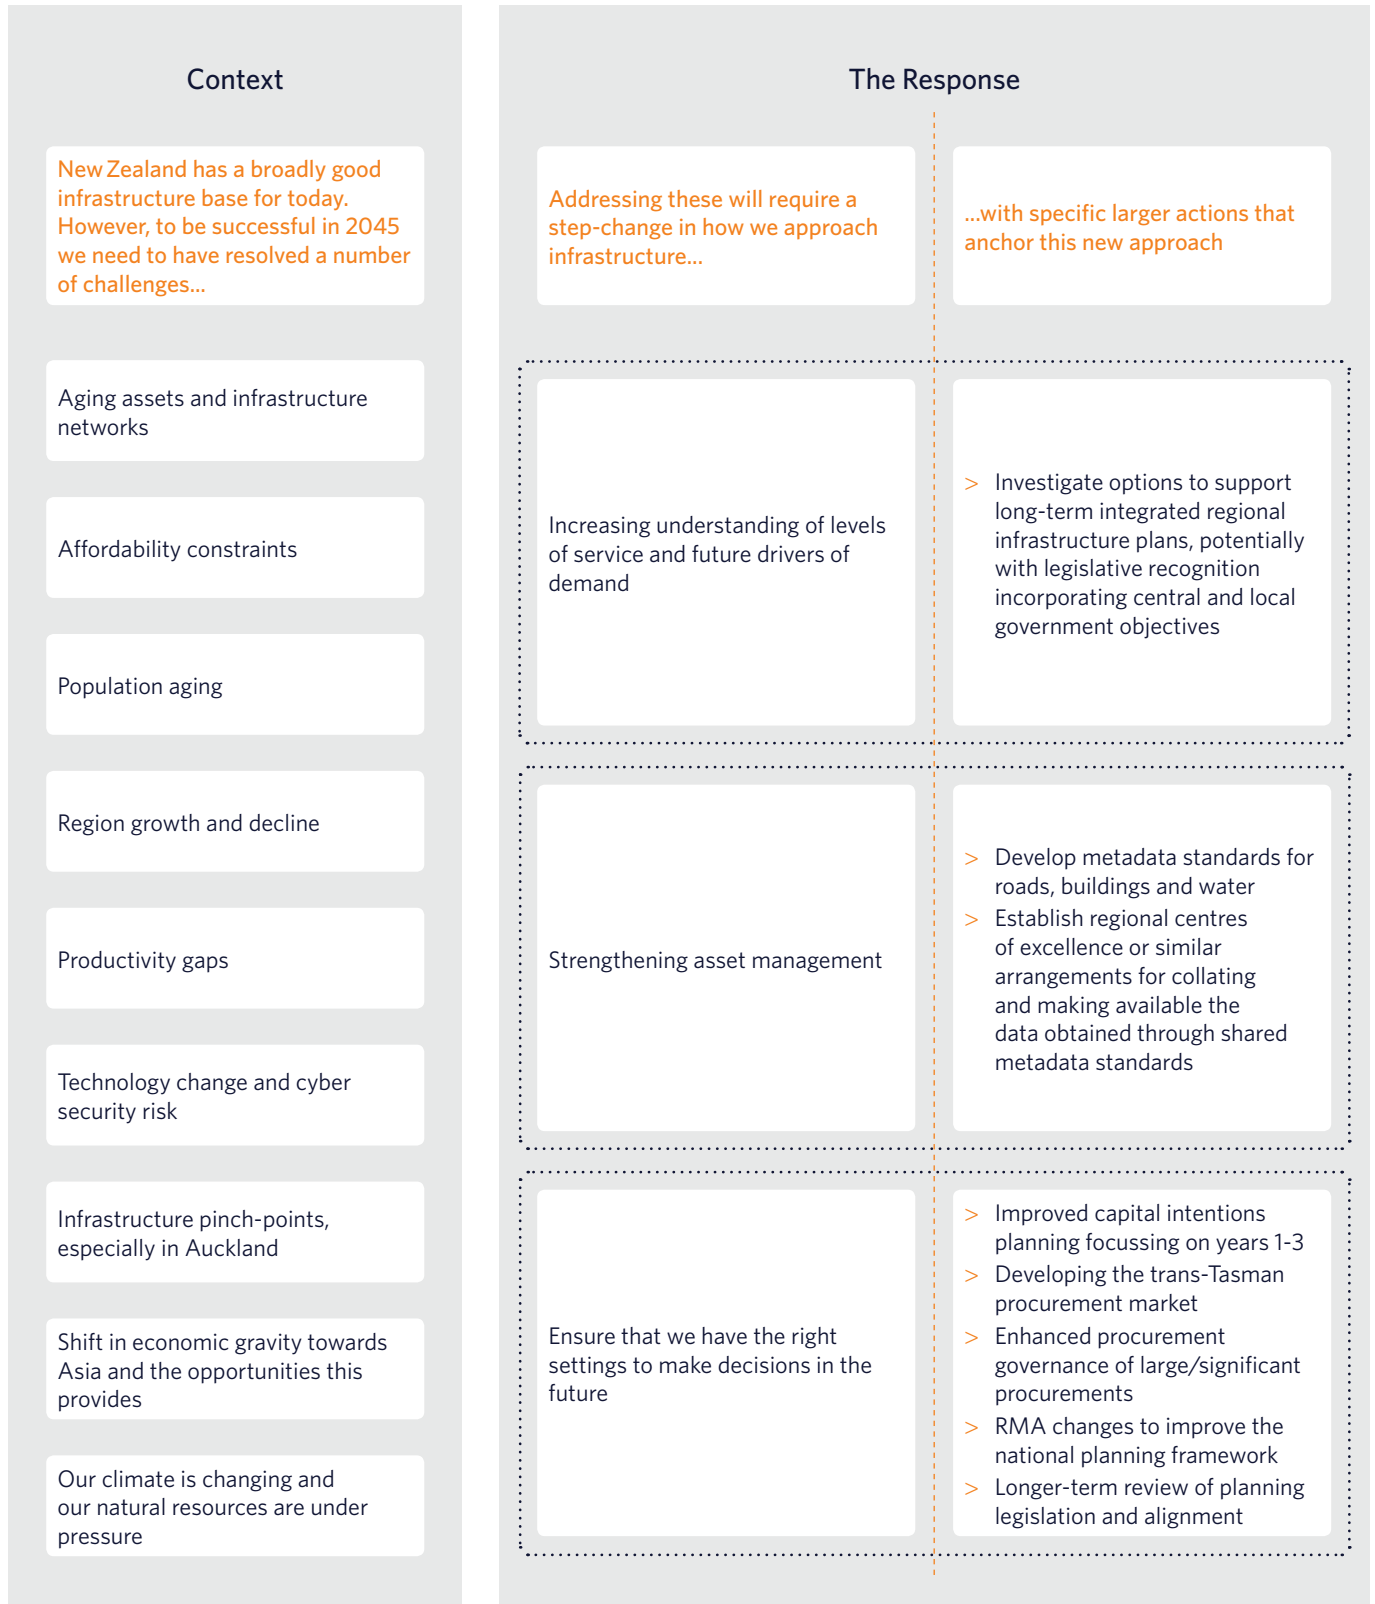 Context
New Zealand has a broadly good
infrastructure base for today.
However, to be successful in 2045
we need to have resolved a number
of challenges...
Aging assets and infrastructure
networks
Affordability constraints
Population aging
Region growth and decline
Productivity gaps
Technology change and cyber
security risk
Infrastructure pinch-points,
especially in Auckland
Shift in economic gravity towards
Asia and the opportunities this
provides
Our climate is changing and
our natural resources are under
pressure
The Response
Addressing these will require a
step-change in how we approach
infrastructure...
...with specific larger actions that
anchor this new approach
Increasing understanding of levels
of service and future drivers of
demand
> Investigate options to support
long-term integrated regional
infrastructure plans, potentially
with legislative recognition
incorporating central and local
government objectives
Strengthening asset management
> Develop metadata standards for
roads, buildings and water
> Establish regional centres
of excellence or similar
arrangements for collating
and making available the
data obtained through shared
metadata standards
Ensure that we have the right
settings to make decisions in the
future
> Improved capital intentions
planning focussing on years 1-3
> Developing the trans-Tasman
procurement market
> Enhanced procurement
governance of large/significant
procurements
> RMA changes to improve the
national planning framework
> Longer-term review of planning
legislation and alignment